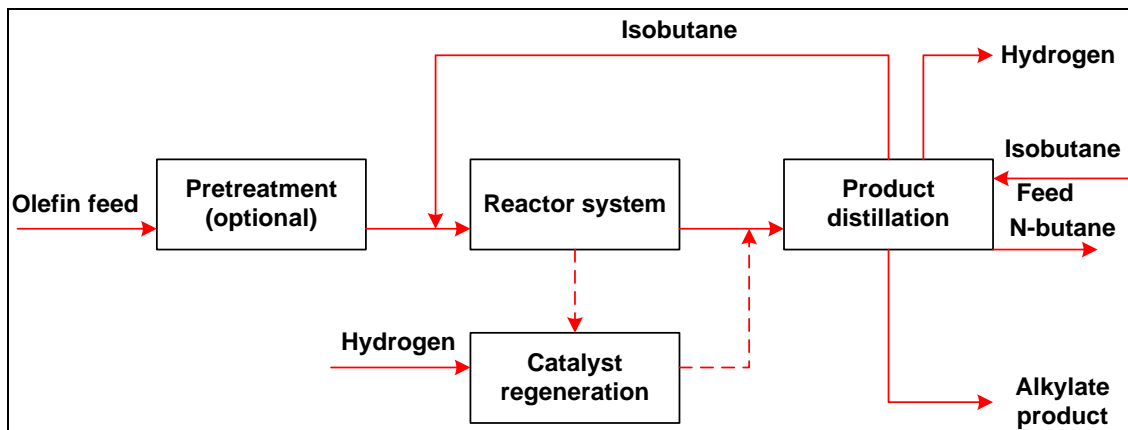 Isobutane
Hydrogen
Isobutane
Feed
N-butane
Olefin feed
Pretreatment
(optional)
Reactor system
Product
distillation
Hydrogen
Catalyst
regeneration
Alkylate
product